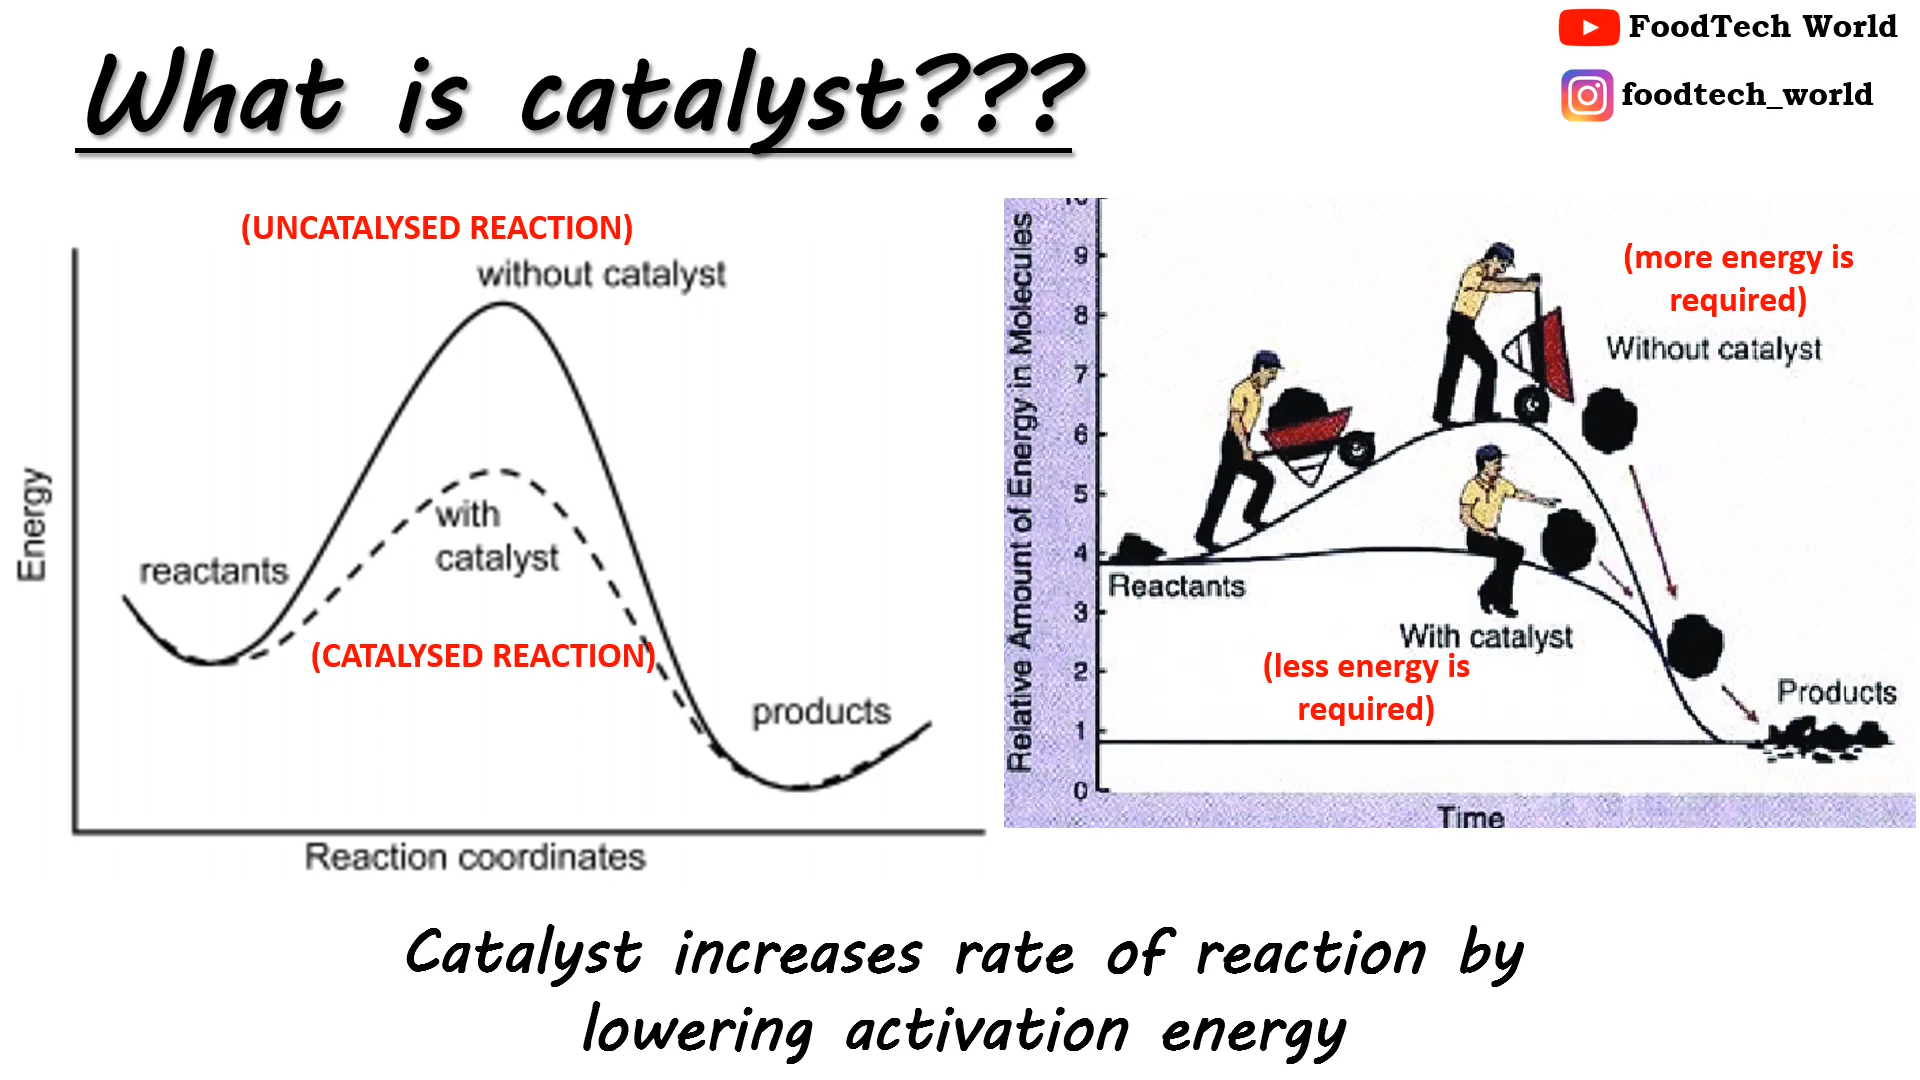 What is catalyst???
FoodTech World
foodtech_world
(UNCATALYSED REACTION)
without catalyst
with
catalyst
reactants
(CATALYSED REACTION)
products
Energy
Reaction coordinates
Relative Amount of Energy in Molecules
10
9
8
7
6
5
4
3
2
1
0
(more energy is
required)
Without catalyst
Reactants
With catalyst
(less energy is
required)
Products
Time
Catalyst increases rate of reaction by
lowering activation energy